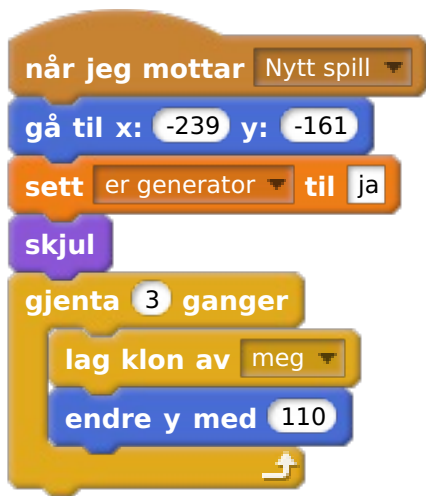 når jeg mottar Nytt spill
gå til x: -239 y: -161
sett er generator til ja
skjul
gjenta 3 ganger
lag klon av meg
endre y med 110